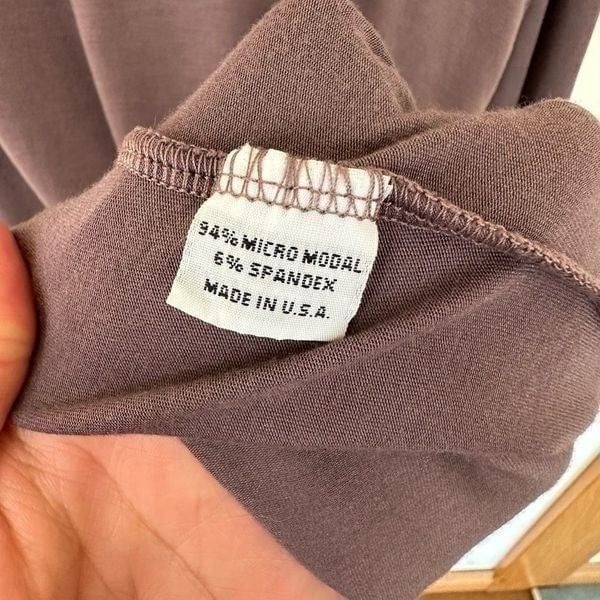 94% MICRO MODAL
6% SPANDEX
MADE IN U.S.A.